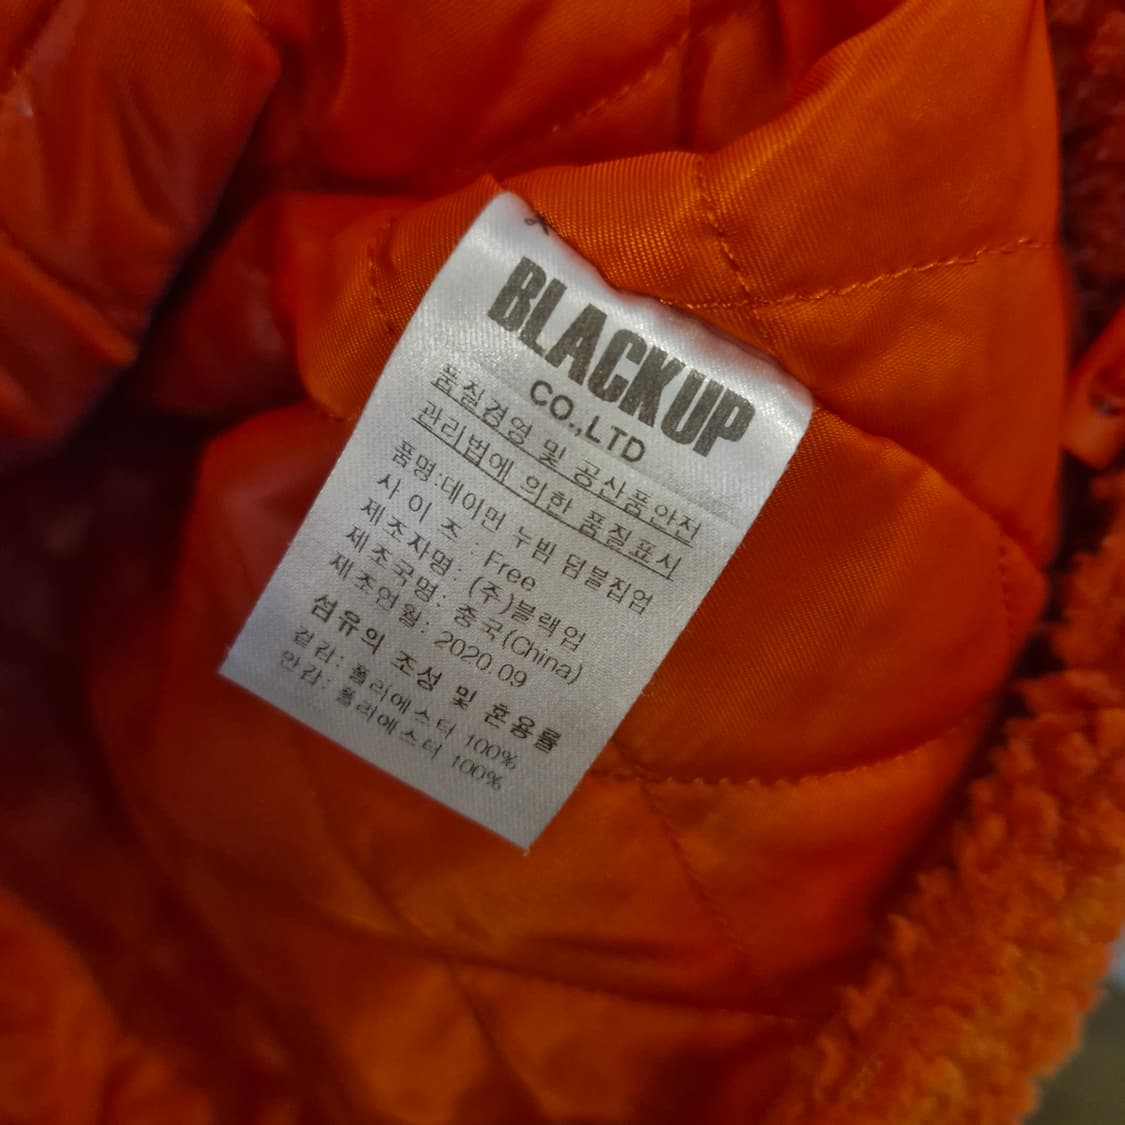 BLACKUP
CO.,LTD
품질경영 및 공산품안전
관리법에 의한 품질표시
품명:데이먼 누빔 덤블집업
사 이 즈 : Free
제조자명: (주)블랙업
제조국명: 중국(China)
제조연월: 2020.09
섬유의 조성 및 혼용률
겉감: 폴리에스터 100%
안감: 폴리에스터 100%